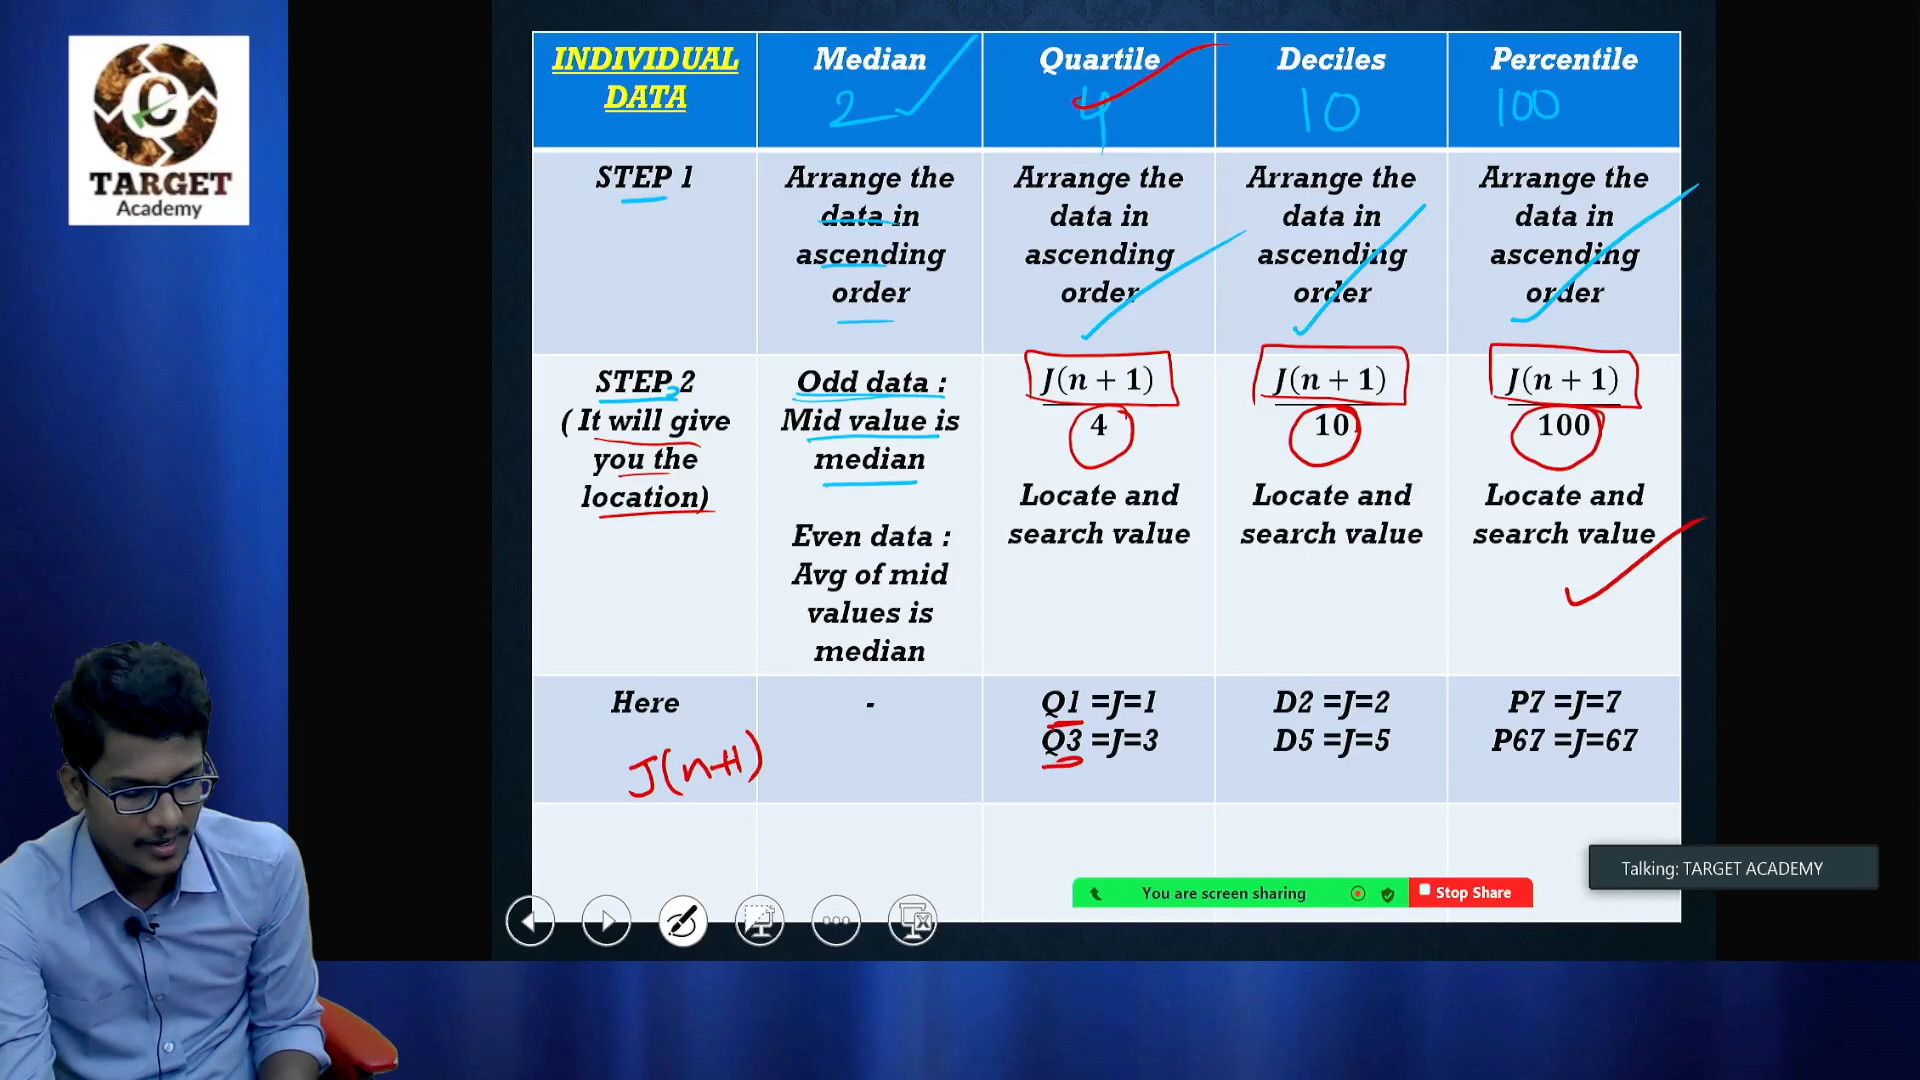 TARGET
Academy
INDIVIDUAL
DATA
Median
2
Quartile
4
Deciles
10
Percentile
100
STEP 1
Arrange the
data in
ascending
order
Arrange the
data in
ascending
order
Arrange the
data in
ascending
order
Arrange the
data in
ascending
order
STEP 2
( It will give
you the
location)
Odd data :
Mid value is
median
Even data :
Avg of mid
values is
median
J(n + 1)
4
Locate and
search value
J(n + 1)
10
Locate and
search value
J(n + 1)
100
Locate and
search value
Here
J(n+1)
-
Q1 =J=1
Q3 =J=3
D2 =J=2
D5 =J=5
P7 =J=7
P67 =J=67
Talking: TARGET ACADEMY
You are screen sharing
Stop Share